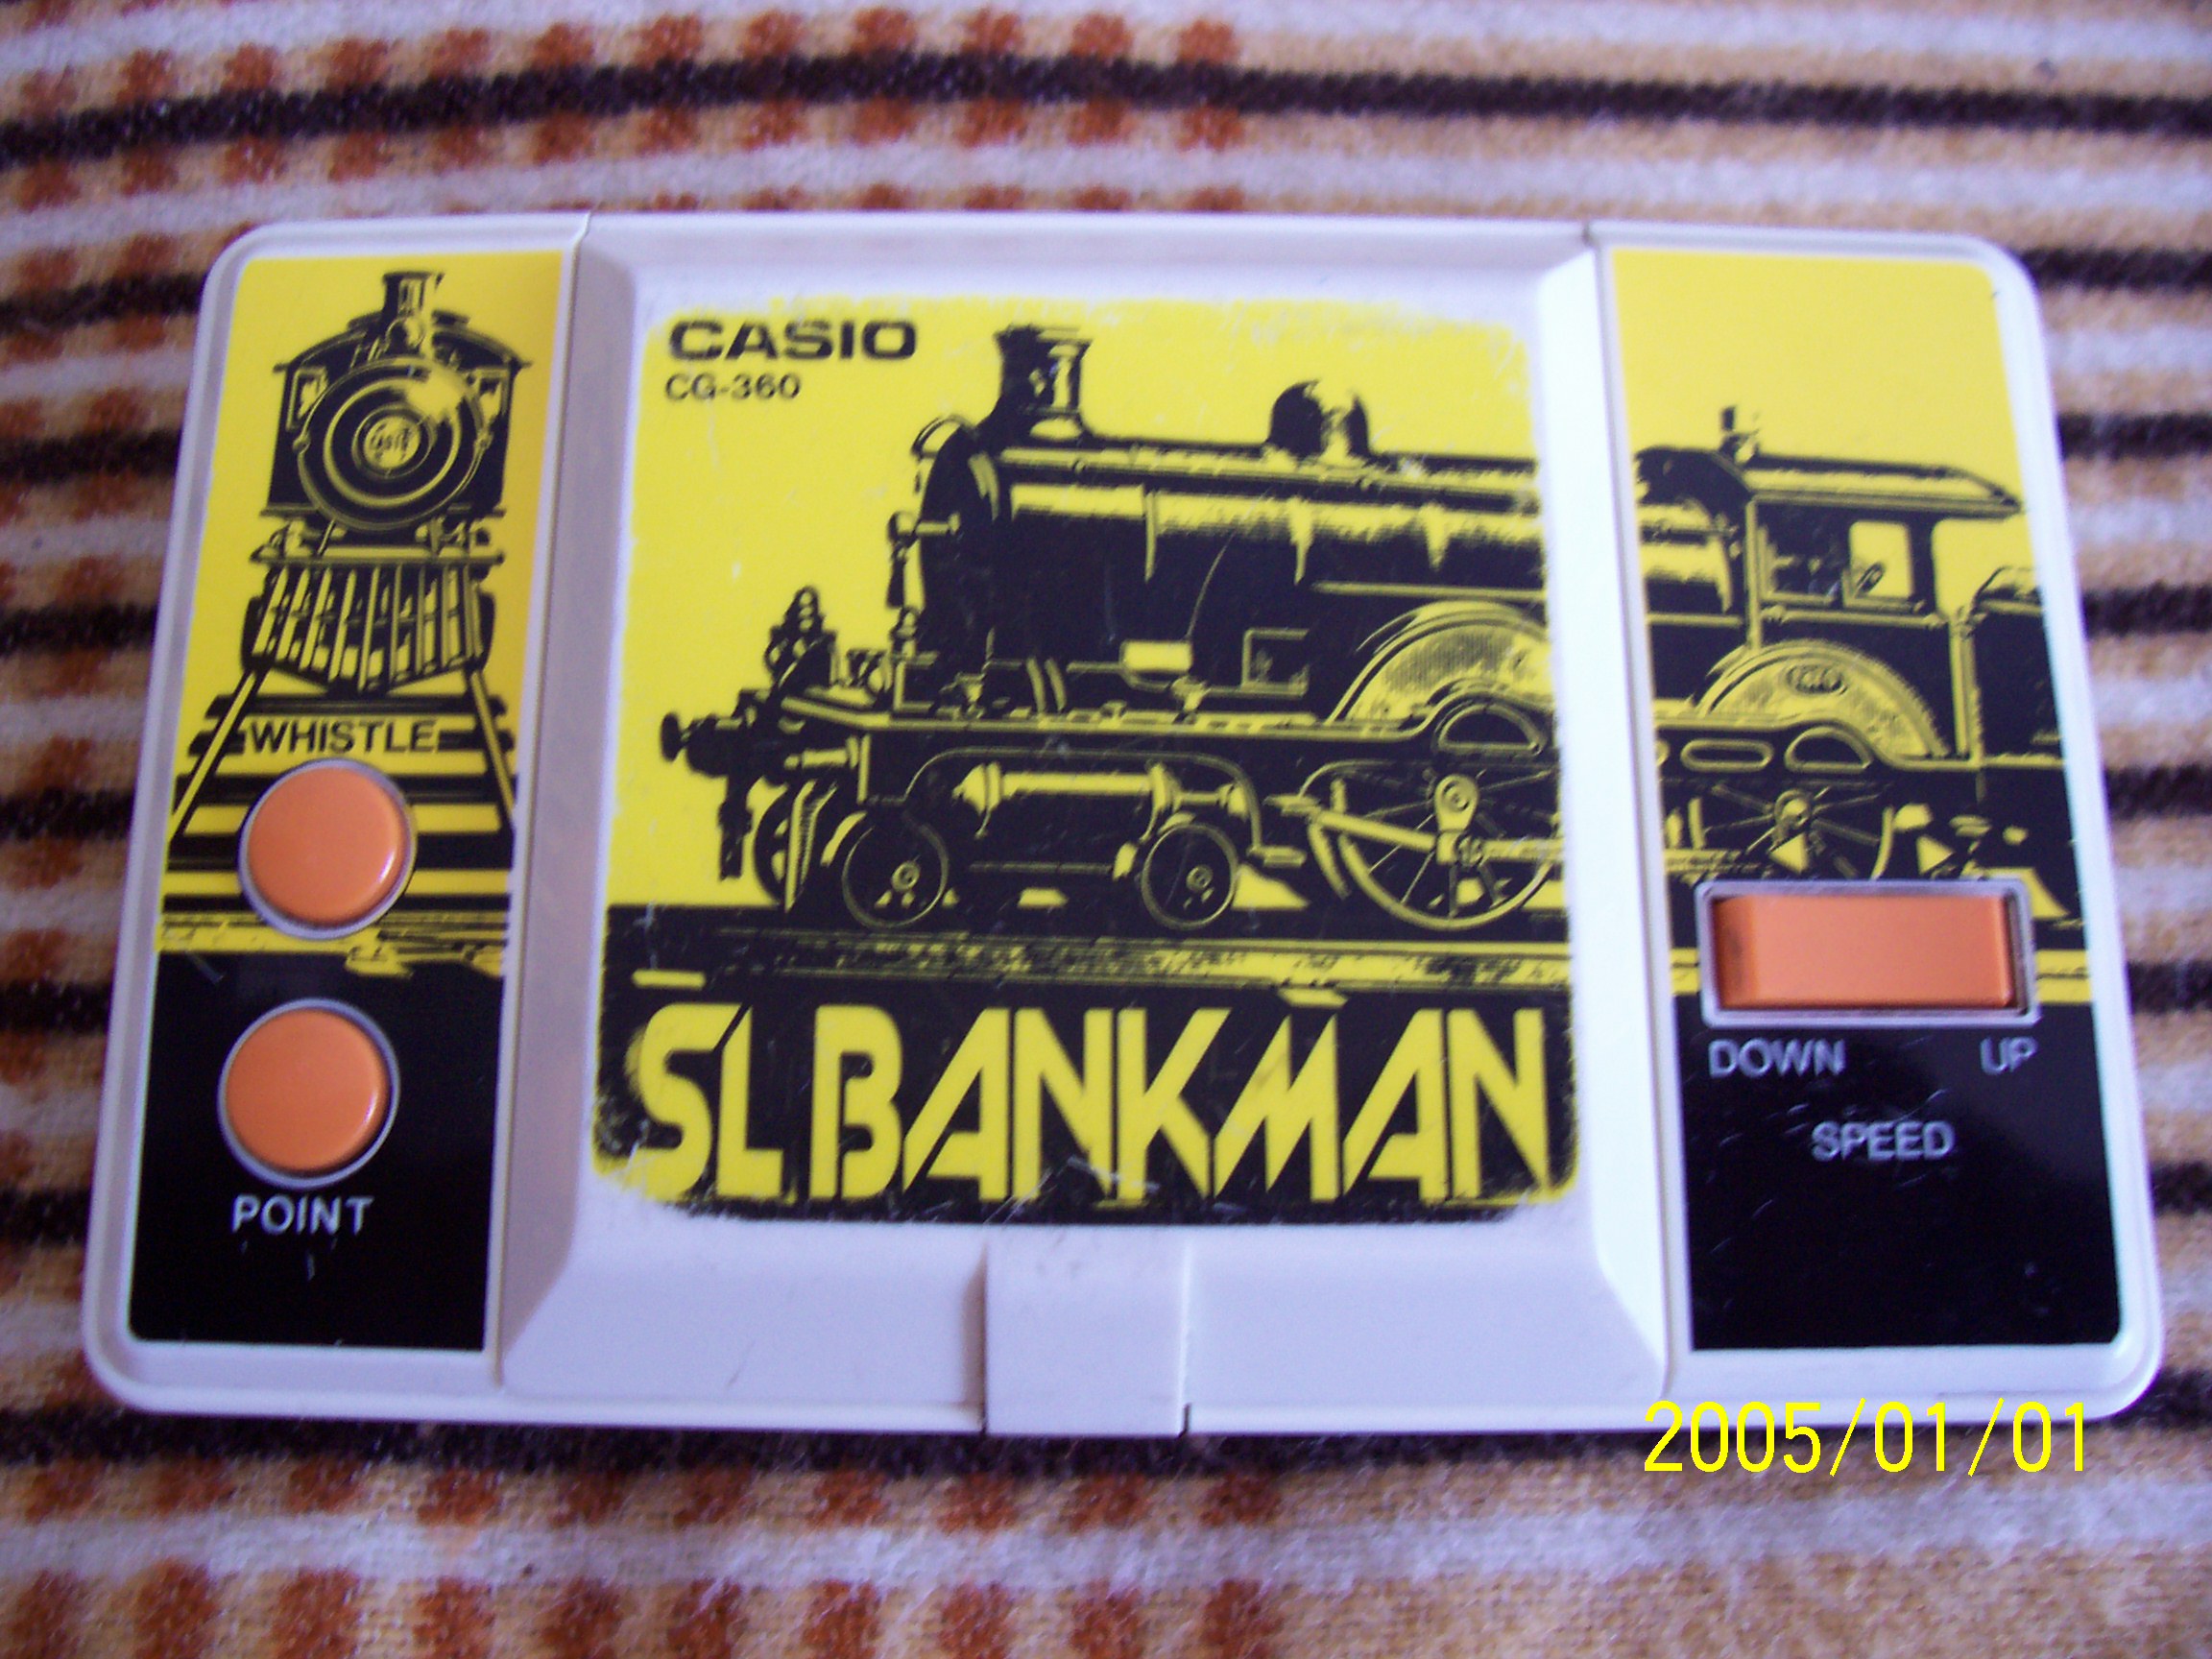 CASIO
CG-360
WHISTLE
SL BANKMAN
DOWN UP
SPEED
POINT
2005/01/01